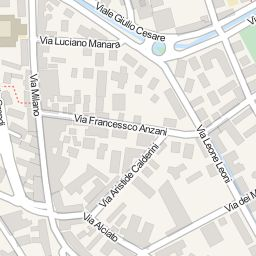 Viale Giulio Cesare
Via Luciano Manara
Via Milano
Via Francessco Anzani
Via Leone Leoni
Via Aristide Calderini
Via dei M
Via Alciato